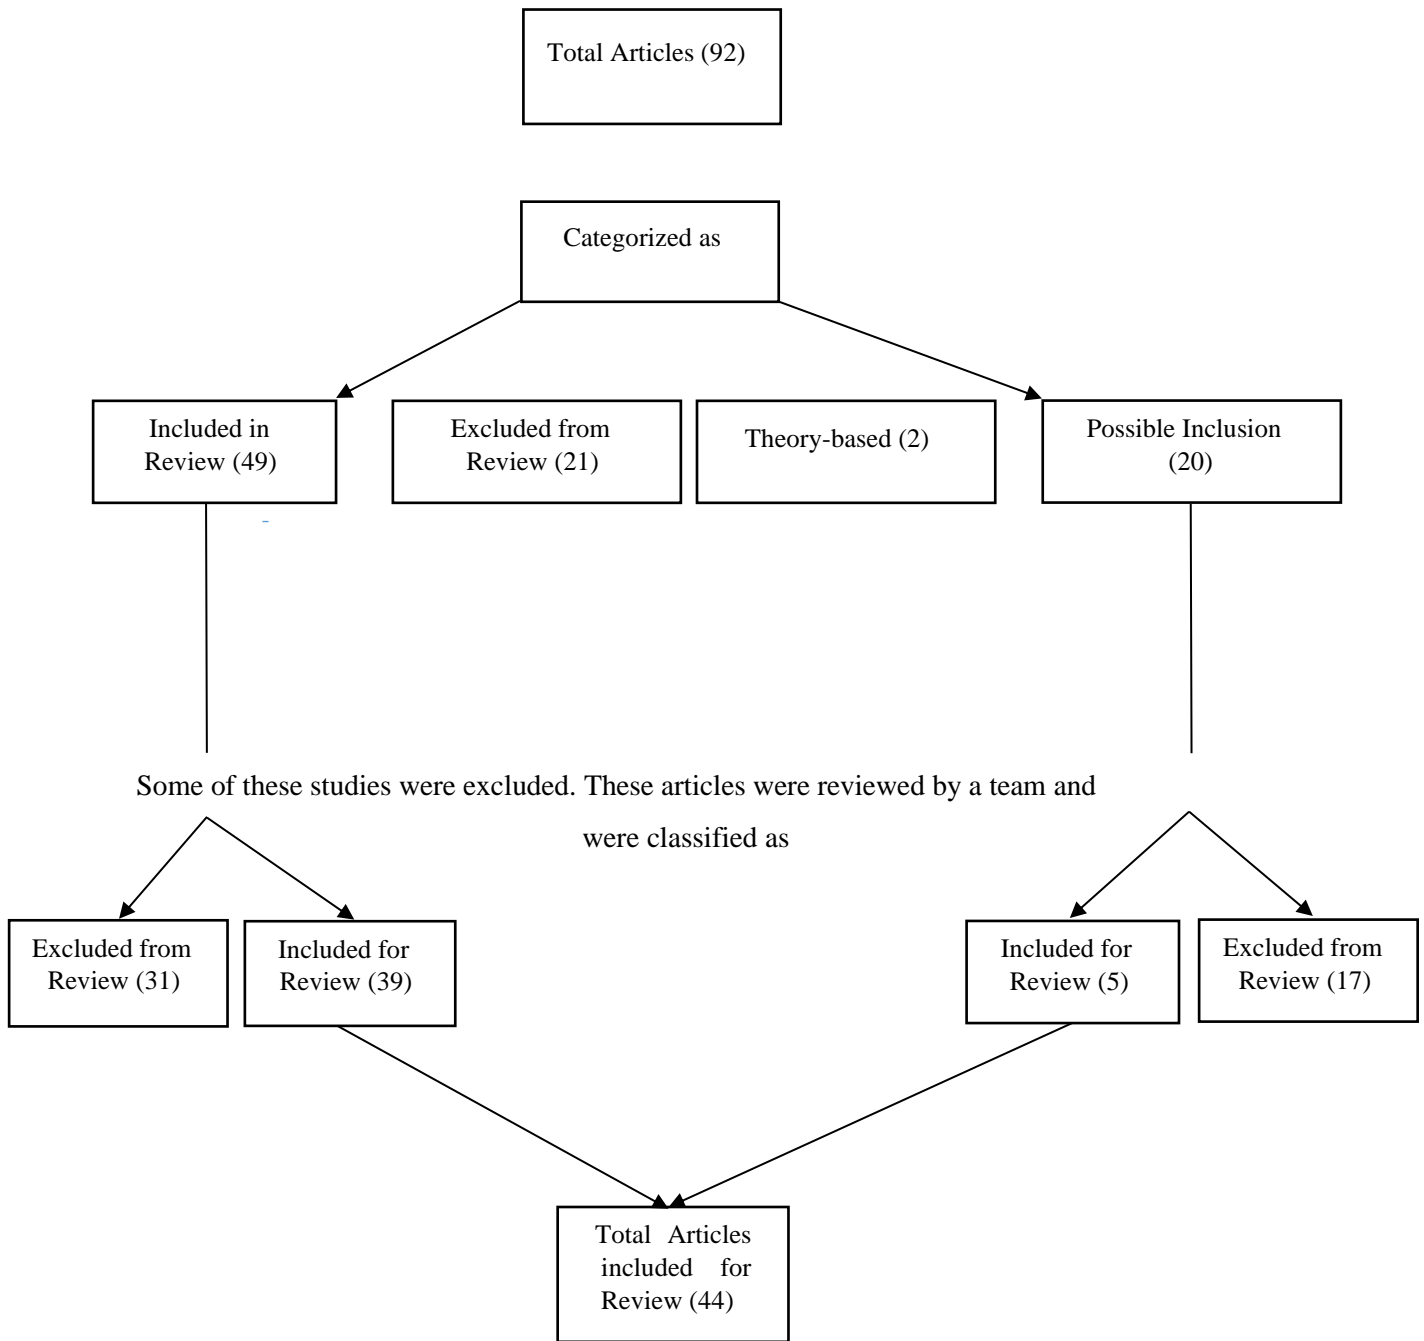 Total Articles (92)
Categorized as
Included in
Review (49)
Excluded from
Review (21)
Theory-based (2)
Possible Inclusion
(20)
Some of these studies were excluded. These articles were reviewed by a team and
were classified as
Excluded from
Review (31)
Included for
Review (39)
Included for
Review (5)
Excluded from
Review (17)
Total Articles
included for
Review (44)